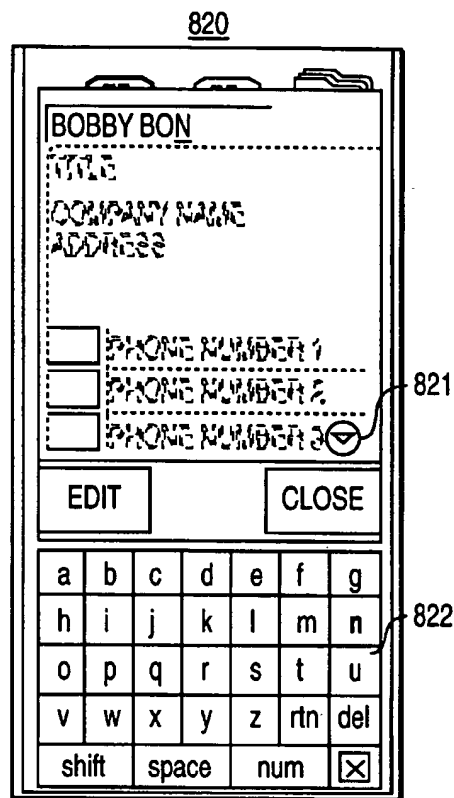 820
BOBBY BON
TITLE
COMPANY NAME
ADDRESS
PHONE NUMBER 1
PHONE NUMBER 2
PHONE NUMBER 3
821
EDIT CLOSE
a b c d e f g
h i j k l m n
822
o p q r s t u
v w x y z rtn del
shift space num